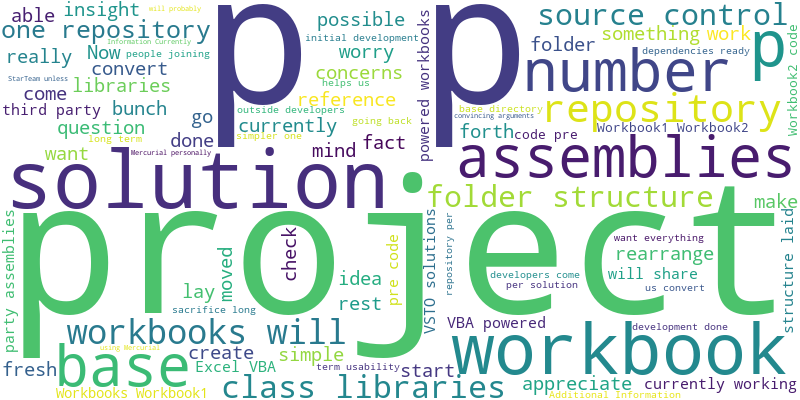 able
insight
will probably
one repository
Information Currently
really
Now
people joining
StarTeam unless
convert
come
libraries
third party
bunch
question
go
long term
done
want
Mercurial personally
p
possible
initial development
worry
concerns
helps us
reference
outside developers
currently
going back
simpler one
mind
fact
powered workbooks
p
source control
folder
something
work
dependencies ready
number
p
Workbook2 code
base directory
repository
convincing arguments
forth
code pre
Workbook1 Workbook2
assemblies
solution
folder structure
make
project
party assemblies
lay
moved
check
idea
rest
pre code
VSTO solutions
repository per
want everything
rearrange
developers come
will share
per solution
us convert
structure laid
sacrifice long
workbooks will
create
simple
VBA powered
development done
workbook
using Mercurial
fresh
base
Excel VBA
term usability
start
Workbooks Workbook1
class libraries
appreciate
currently working
Additional Information